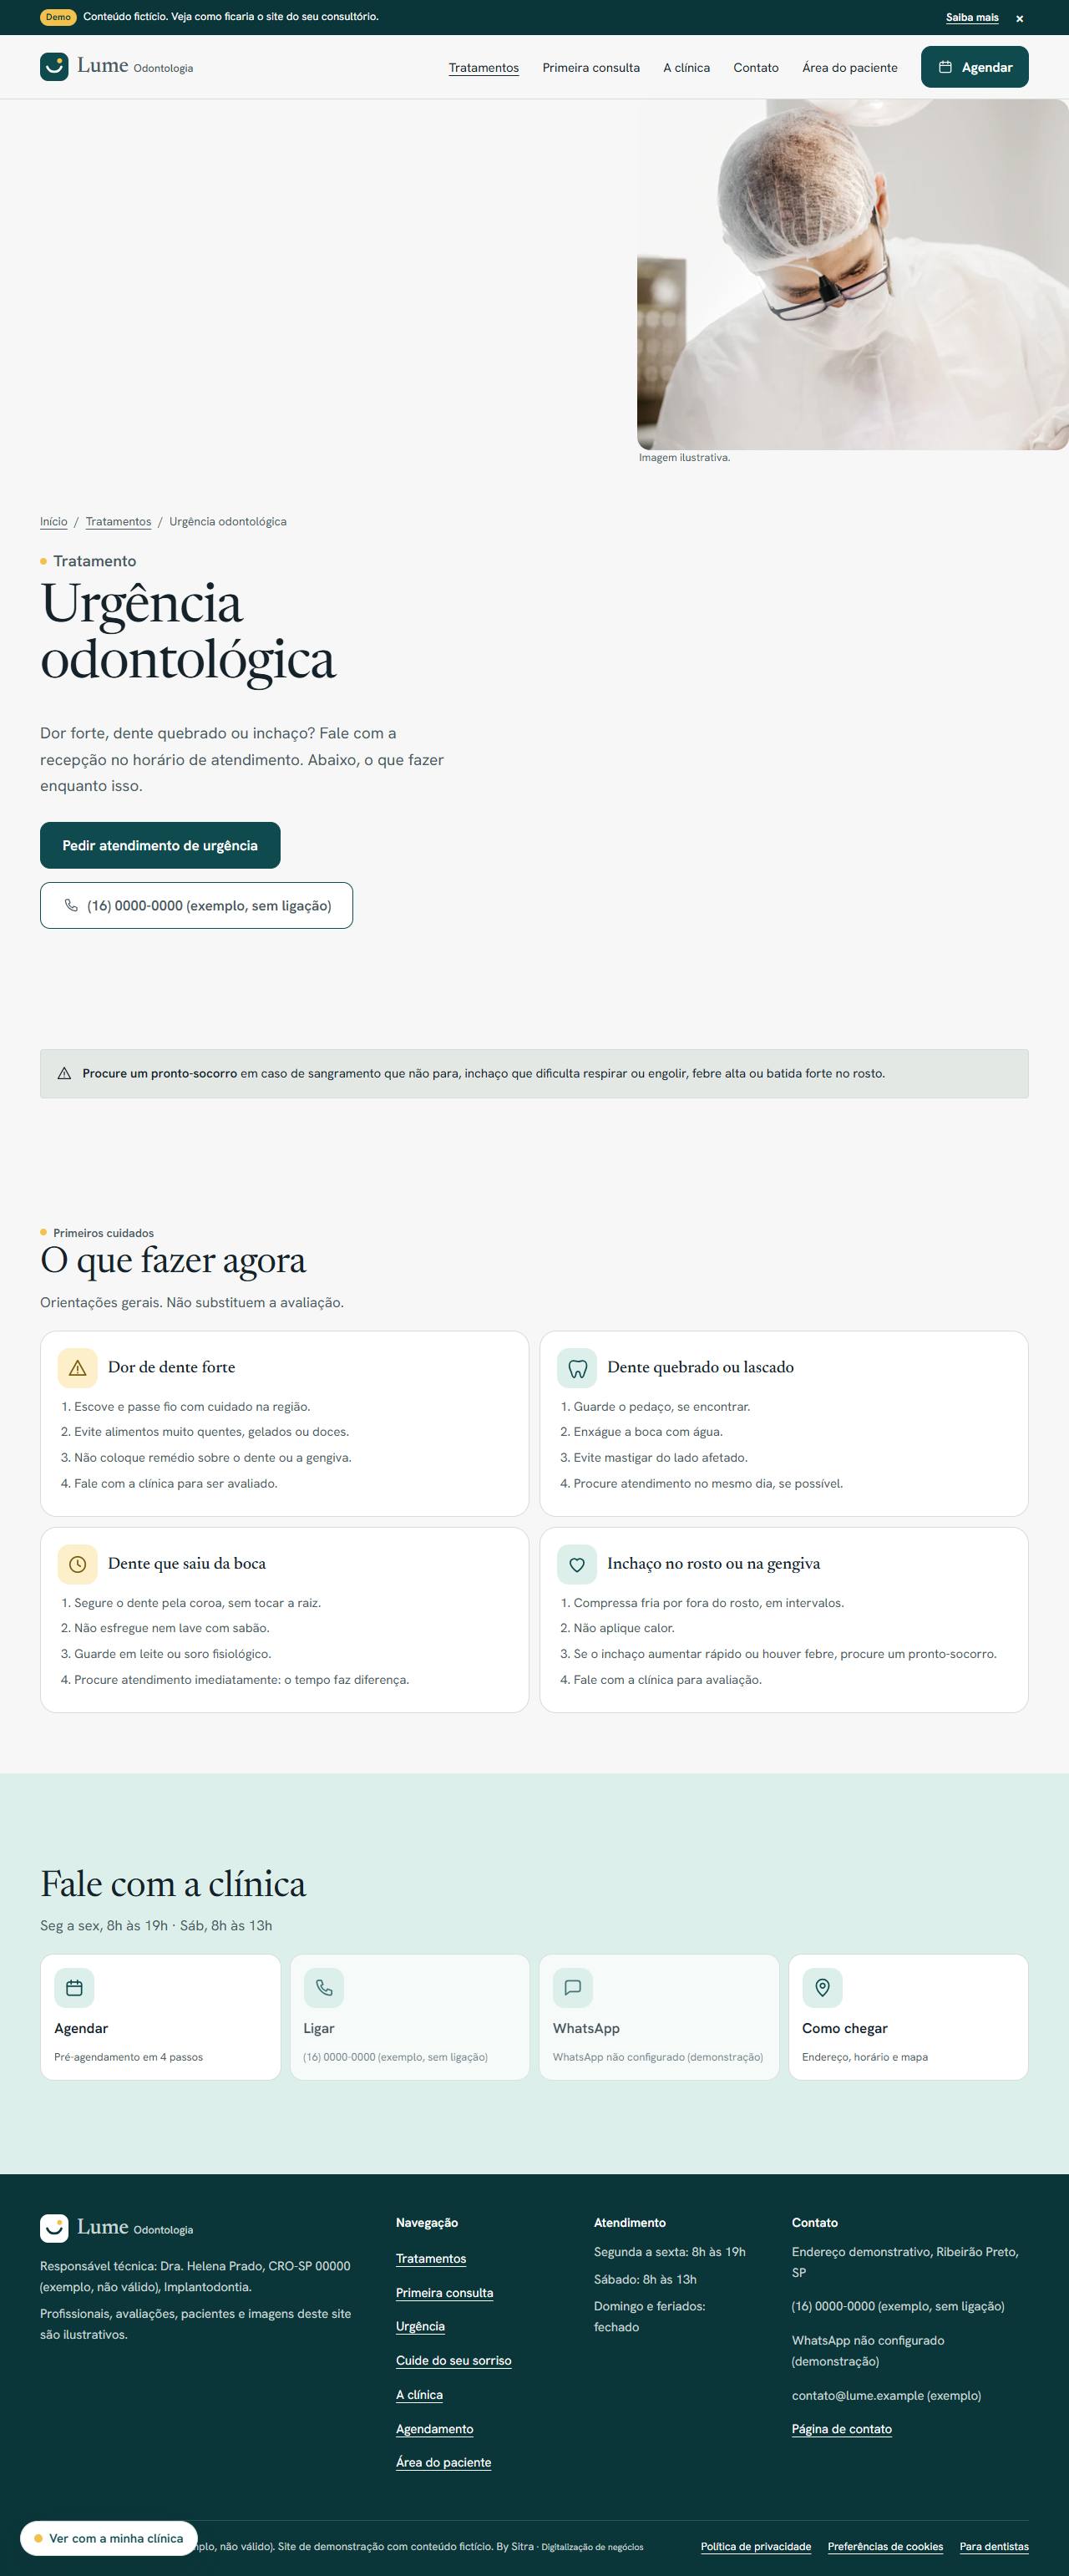 Demo Conteúdo fictício. Veja como ficaria o site do seu consultório. Saiba mais ×
Lume Odontologia Tratamentos Primeira consulta A clínica Contato Área do paciente Agendar
Imagem ilustrativa.
Início / Tratamentos / Urgência odontológica
Tratamento
Urgência
odontológica
Dor forte, dente quebrado ou inchaço? Fale com a
recepção no horário de atendimento. Abaixo, o que fazer
enquanto isso.
Pedir atendimento de urgência
(16) 0000-0000 (exemplo, sem ligação)
Procure um pronto-socorro em caso de sangramento que não para, inchaço que dificulta respirar ou engolir, febre alta ou batida forte no rosto.
Primeiros cuidados
O que fazer agora
Orientações gerais. Não substituem a avaliação.
Dor de dente forte
1. Escove e passe fio com cuidado na região.
2. Evite alimentos muito quentes, gelados ou doces.
3. Não coloque remédio sobre o dente ou a gengiva.
4. Fale com a clínica para ser avaliado.
Dente quebrado ou lascado
1. Guarde o pedaço, se encontrar.
2. Enxágue a boca com água.
3. Evite mastigar do lado afetado.
4. Procure atendimento no mesmo dia, se possível.
Dente que saiu da boca
1. Segure o dente pela coroa, sem tocar a raiz.
2. Não esfregue nem lave com sabão.
3. Guarde em leite ou soro fisiológico.
4. Procure atendimento imediatamente: o tempo faz diferença.
Inchaço no rosto ou na gengiva
1. Compressa fria por fora do rosto, em intervalos.
2. Não aplique calor.
3. Se o inchaço aumentar rápido ou houver febre, procure um pronto-socorro.
4. Fale com a clínica para avaliação.
Fale com a clínica
Seg a sex, 8h às 19h · Sáb, 8h às 13h
Agendar
Pré-agendamento em 4 passos
Ligar
(16) 0000-0000 (exemplo, sem ligação)
WhatsApp
WhatsApp não configurado (demonstração)
Como chegar
Endereço, horário e mapa
Lume Odontologia
Responsável técnica: Dra. Helena Prado, CRO-SP 00000
(exemplo, não válido), Implantodontia.
Profissionais, avaliações, pacientes e imagens deste site
são ilustrativos.
Navegação
Tratamentos
Primeira consulta
Urgência
Cuide do seu sorriso
A clínica
Agendamento
Área do paciente
Atendimento
Segunda a sexta: 8h às 19h
Sábado: 8h às 13h
Domingo e feriados:
fechado
Contato
Endereço demonstrativo, Ribeirão Preto,
SP
(16) 0000-0000 (exemplo, sem ligação)
WhatsApp não configurado
(demonstração)
contato@lume.example (exemplo)
Página de contato
Ver com a minha clínica
não válido). Site de demonstração com conteúdo fictício. By Sitra · Digitalização de negócios
Política de privacidade Preferências de cookies Para dentistas